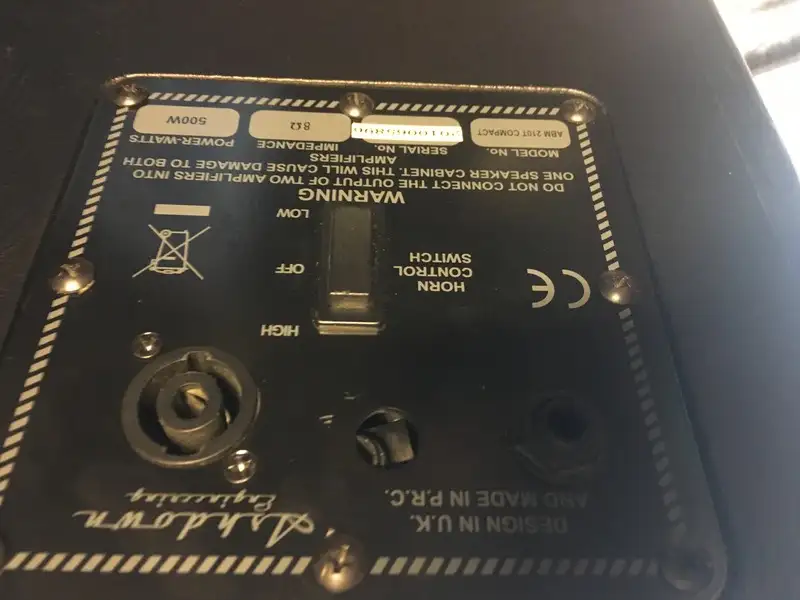 DESIGN IN U.K.
AND MADE IN P.R.C.
Ashdown
Engineering
CE
HORN
CONTROL
SWITCH
HIGH
OFF
LOW
WARNING
DO NOT CONNECT THE OUTPUT OF TWO AMPLIFIERS INTO
ONE SPEAKER CABINET. THIS WILL CAUSE DAMAGE TO BOTH
AMPLIFIERS
MODEL No. SERIAL No. IMPEDANCE POWER-WATTS
ABM 210T COMPACT 8Ω 500W